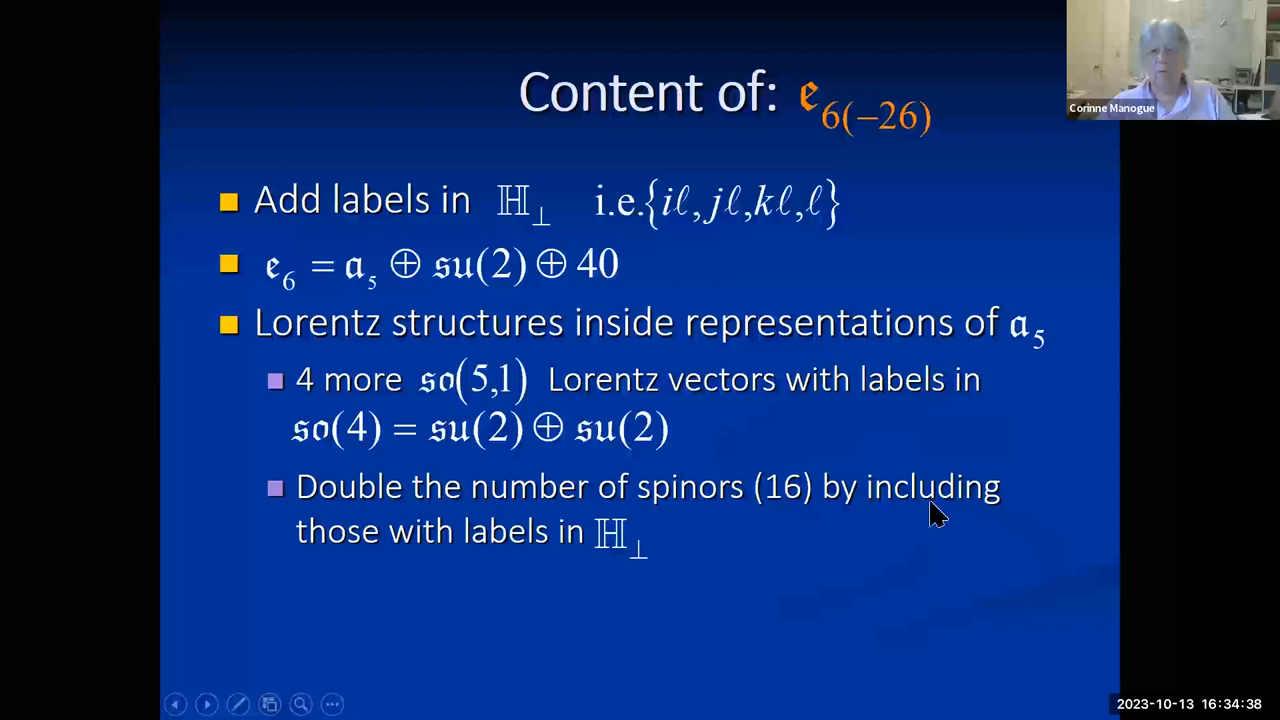 Content of: 𝔢₆₍₋₂₆₎
Corinne Manogue
Add labels in ℍ⊥ i.e.{iℓ, jℓ,kℓ,ℓ}
𝔢₆ = 𝔞₅ ⊕ 𝔰𝔲(2) ⊕ 40
Lorentz structures inside representations of 𝔞₅
4 more 𝔰𝔬(5,1) Lorentz vectors with labels in
𝔰𝔬(4) = 𝔰𝔲(2) ⊕ 𝔰𝔲(2)
Double the number of spinors (16) by including
those with labels in ℍ⊥
2023-10-13 16:34:38